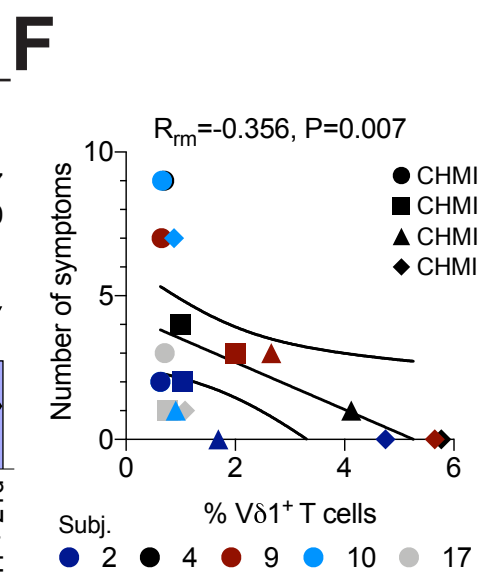 F
R_rm=-0.356, P=0.007
10
5
0
Number of symptoms
CHMI
CHMI
CHMI
CHMI
0 2 4 6
% Vδ1⁺ T cells
Subj.
2 4 9 10 17